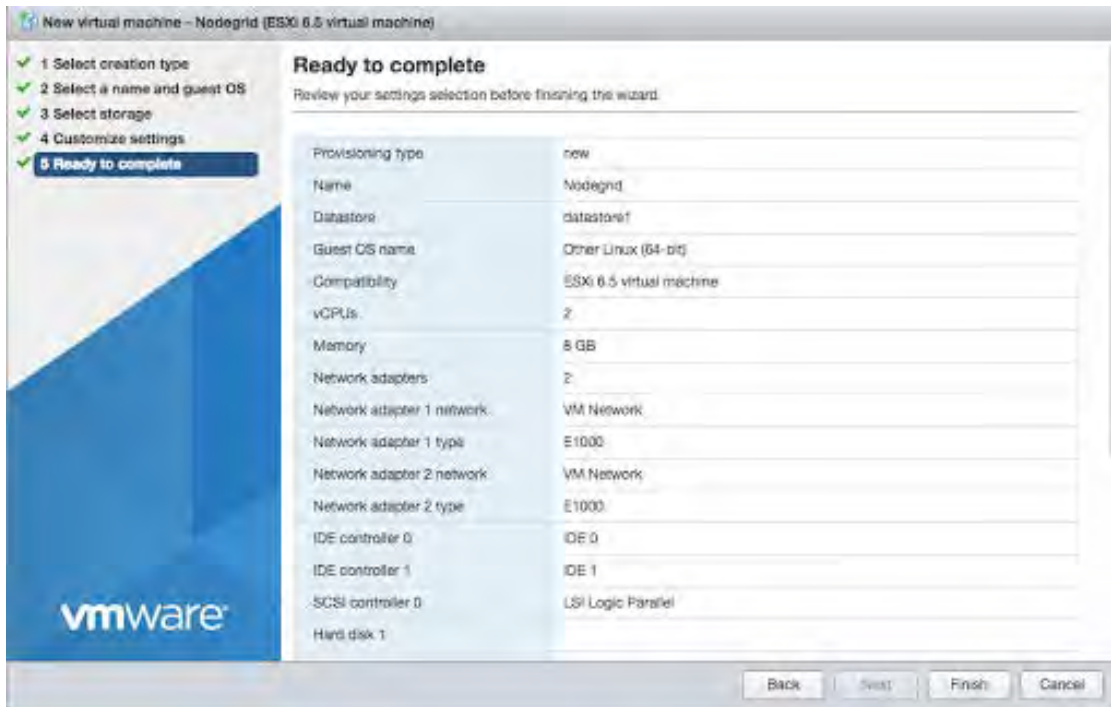 New virtual machine - Nodegrid (ESXi 6.5 virtual machine)
1 Select creation type
2 Select a name and guest OS
3 Select storage
4 Customize settings
5 Ready to complete
Ready to complete
Review your settings selection before finishing the wizard
Provisioning type new
Name Nodegrid
Datastore datastore1
Guest OS name Other Linux (64-bit)
Compatibility ESXi 6.5 virtual machine
vCPUs 2
Memory 8 GB
Network adapters 2
Network adapter 1 network VM Network
Network adapter 1 type E1000
Network adapter 2 network VM Network
Network adapter 2 type E1000
IDE controller 0 IDE 0
IDE controller 1 IDE 1
SCSI controller 0 LSI Logic Parallel
Hard disk 1
vmware
Back Next Finish Cancel